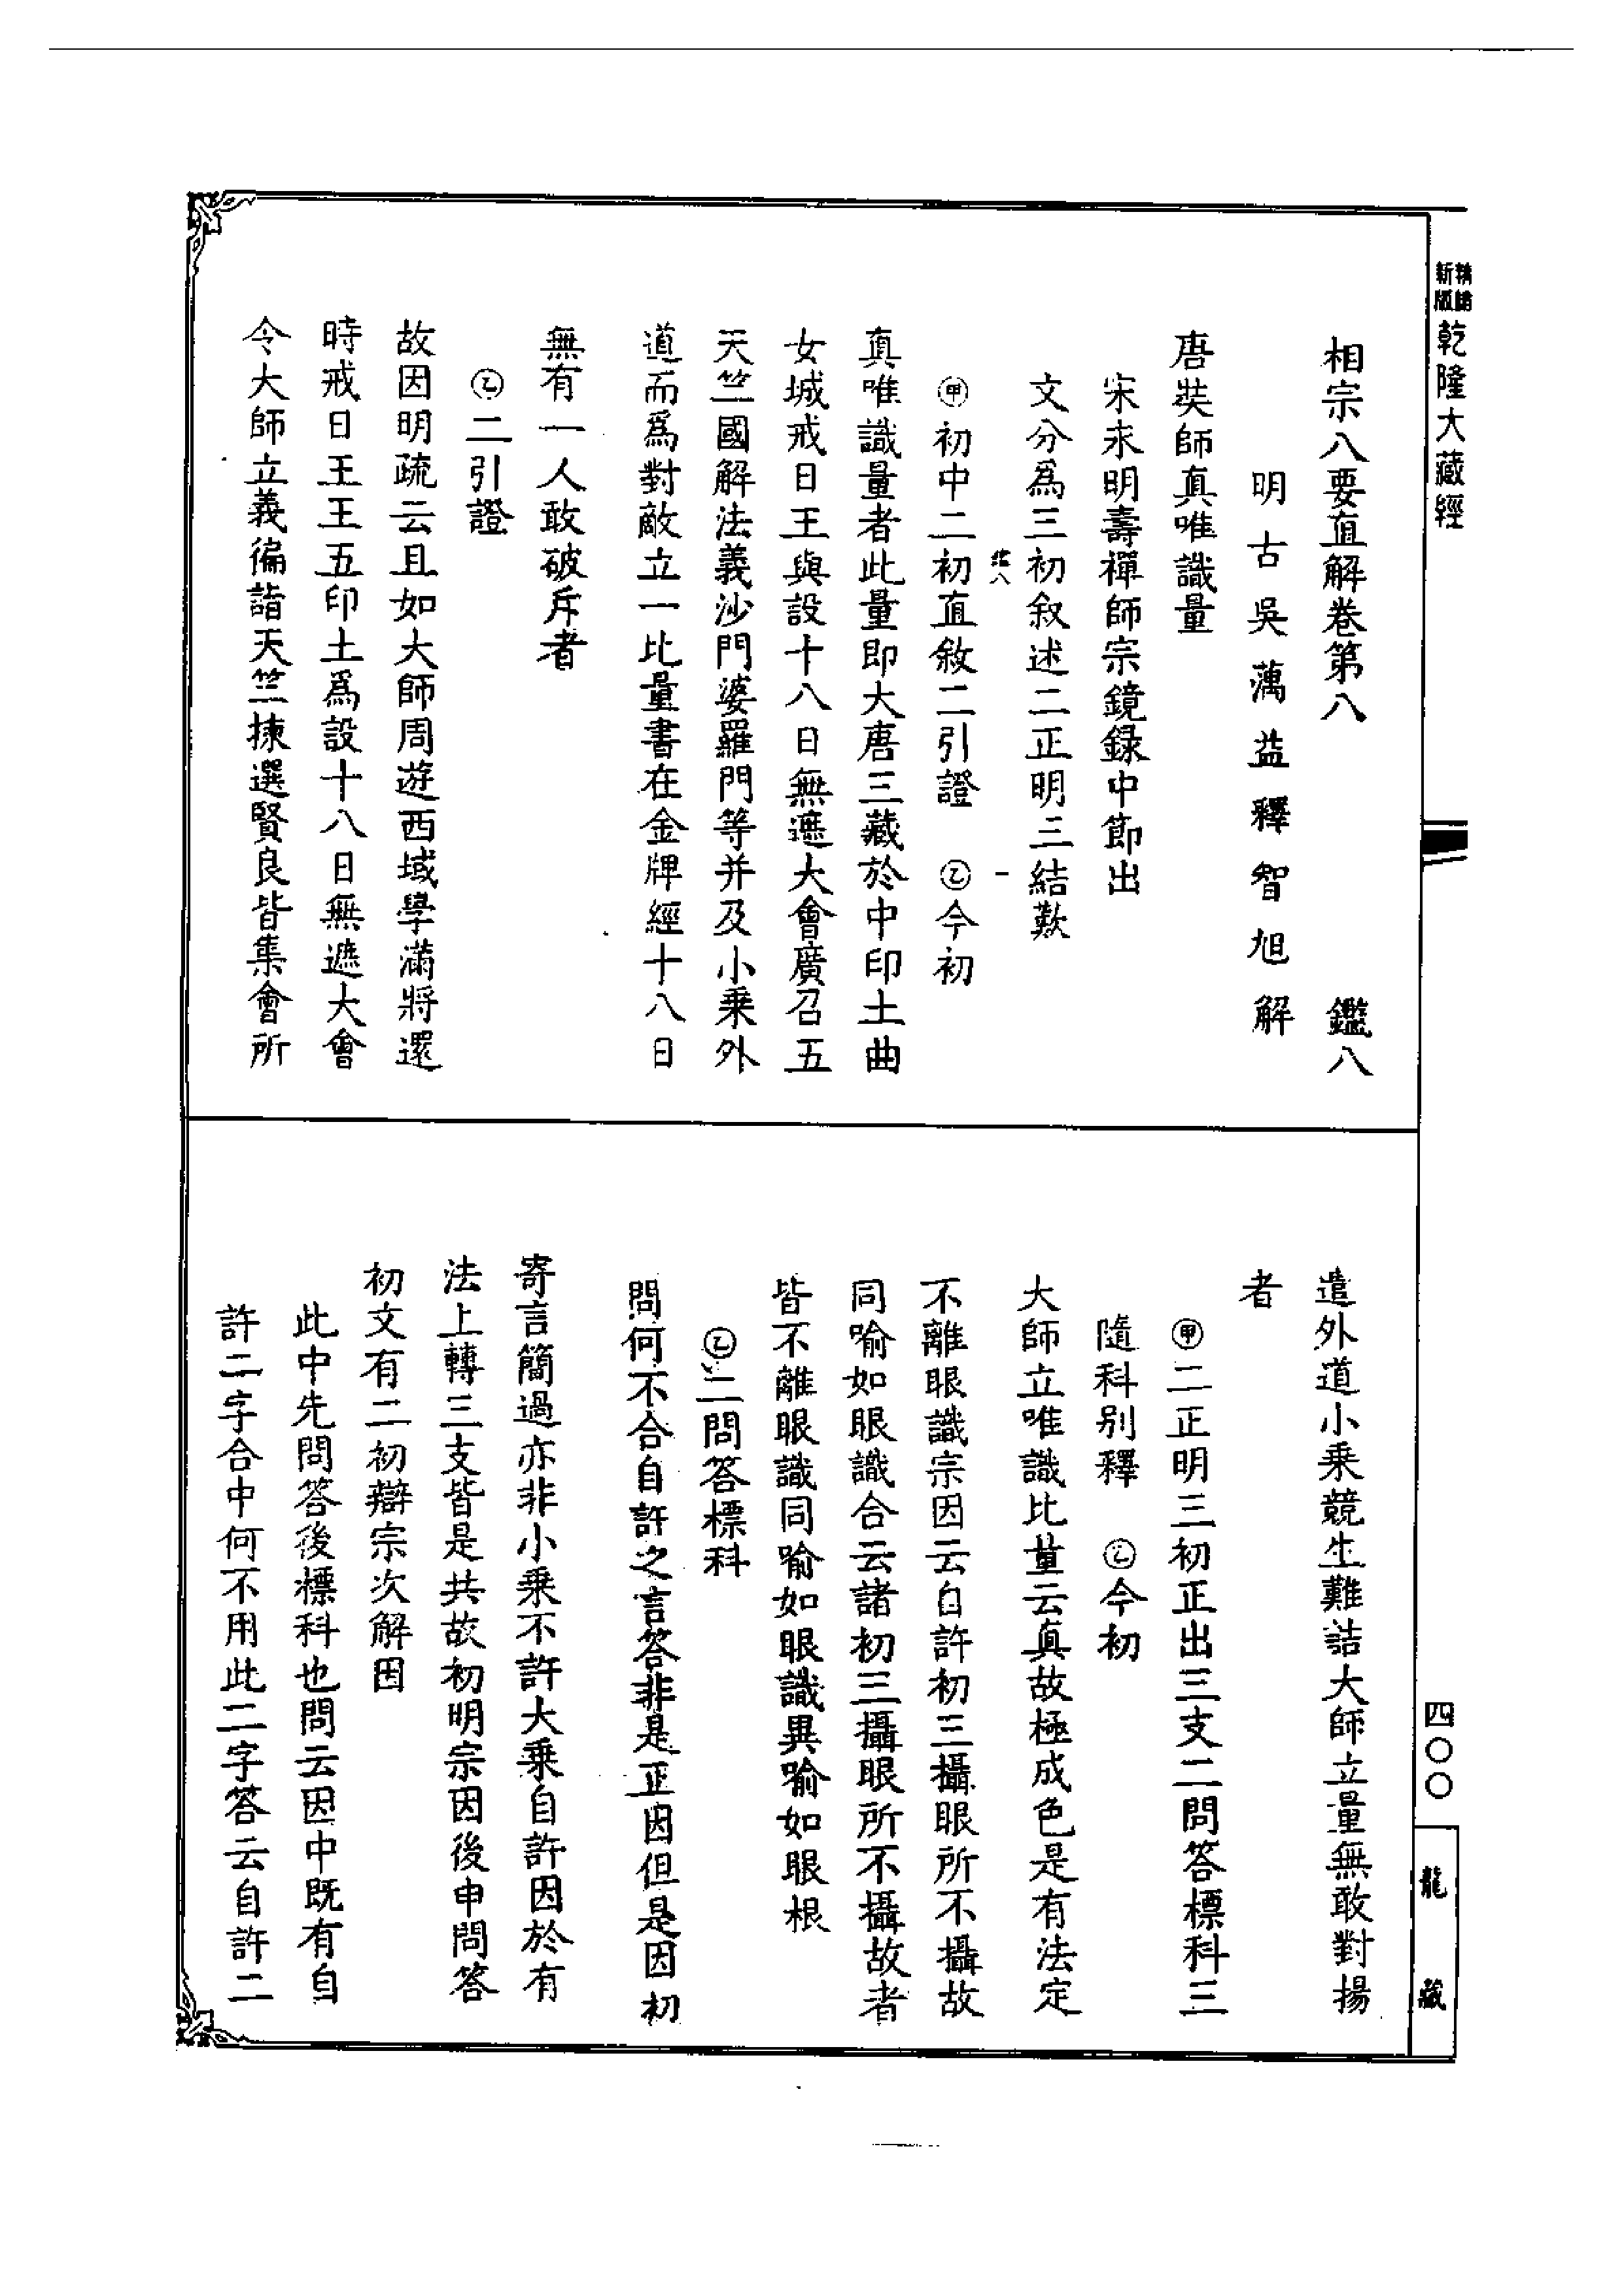 新版精縮乾隆大藏經
相宗八要直解卷第八　鑑八
明古吳蕅益釋智旭解
唐奘師真唯識量
宋永明壽禪師宗鏡録中節出
文分爲三初叙述二正明三結歎
鑑八　一
㊙初中二初直敘二引證　㊚今初
真唯識量者此量即大唐三藏於中印土曲
女城戒日王與設十八日無遮大會廣召五
天竺國解法義沙門婆羅門等并及小乘外
道而爲對敵立一比量書在金牌經十八日
無有一人敢破斥者
乙二引證
故因明疏云且如大師周遊西域學滿將還
時戒日王王五印土爲設十八日無遮大會
令大師立義徧諮天竺揀選賢良皆集會所
遣外道小乘競生難詰大師立量無敢對揚
者
甲二正明三初正出三支二問答標科三
隨科別釋　乙今初
大師立唯識比量云真故極成色是有法定
不離眼識宗因云自許初三攝眼所不攝故
同喻如眼識合云諸初三攝眼所不攝故者
皆不離眼識同喻如眼識異喻如眼根
乙二問答標科
問何不合自許之言答非是正因但是因初
寄言簡過亦非小乘不許大乘自許因於有
法上轉三支皆是共故初明宗因後申問答
初文有二初辯宗次解因
此中先問答後標科也問云因中既有自
許二字合中何不用此二字答云自許二
四〇〇
龍藏